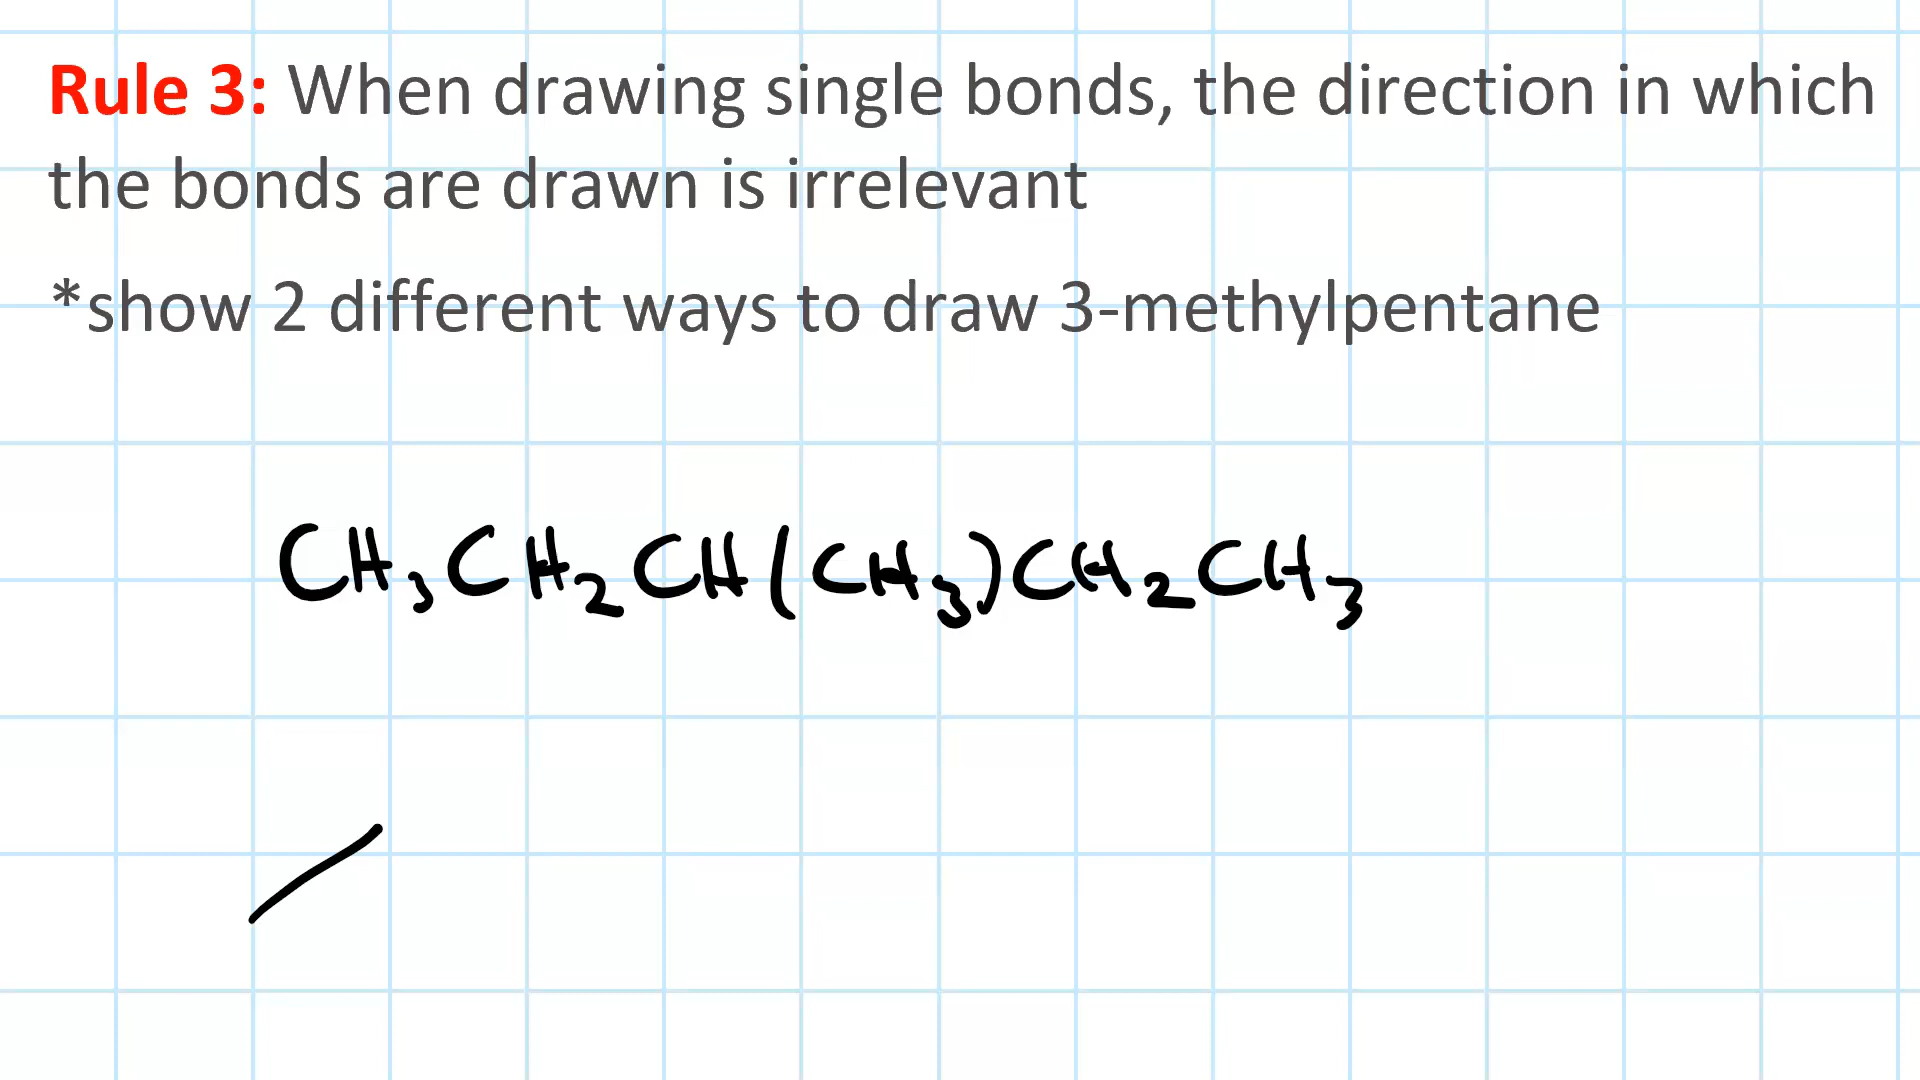 Rule 3: When drawing single bonds, the direction in which
the bonds are drawn is irrelevant
*show 2 different ways to draw 3-methylpentane
CH₃CH₂CH(CH₃)CH₂CH₃